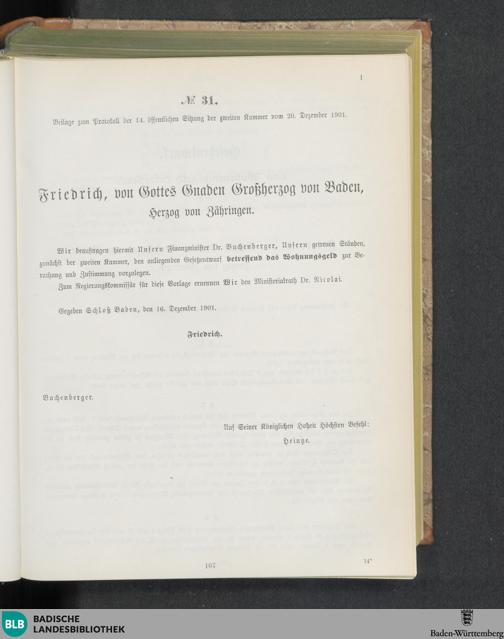 1
№ 31.
Beilage zum Protokoll der 14. öffentlichen Sitzung der zweiten Kammer vom 20. Dezember 1901.
Friedrich, von Gottes Gnaden Großherzog von Baden,
Herzog von Zähringen.
Wir beauftragen hiermit Unsern Finanzminister Dr. Buchenberger, Unsern getreuen Ständen,
zunächst der zweiten Kammer, den anliegenden Gesetzentwurf betreffend das Wohnungsgeld zur Be-
rathung und Zustimmung vorzulegen.
Zum Regierungskommissär für diese Vorlage ernennen Wir den Ministerialrath Dr. Nicolai.
Gegeben Schloß Baden, den 16. Dezember 1901.
Friedrich.
Buchenberger.
Auf Seiner Königlichen Hoheit Höchsten Befehl:
Heintze.
107
14*
BLB BADISCHE
LANDESBIBLIOTHEK
Baden-Württemberg